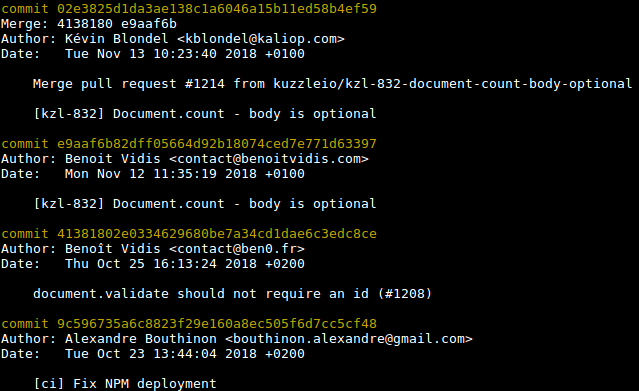 commit 02e3825d1da3ae138c1a6046a15b11ed58b4ef59
Merge: 4138180 e9aaf6b
Author: Kévin Blondel <kblondel@kaliop.com>
Date:   Tue Nov 13 10:23:40 2018 +0100
Merge pull request #1214 from kuzzleio/kzl-832-document-count-body-optional
[kzl-832] Document.count - body is optional
commit e9aaf6b82dff05664d92b18074ced7e771d63397
Author: Benoit Vidis <contact@benoitvidis.com>
Date:   Mon Nov 12 11:35:19 2018 +0100
[kzl-832] Document.count - body is optional
commit 41381802e0334629680be7a34cd1dae6c3edc8ce
Author: Benoît Vidis <contact@ben0.fr>
Date:   Thu Oct 25 16:13:24 2018 +0200
document.validate should not require an id (#1208)
commit 9c596735a6c8823f29e160a8ec505f6d7cc5cf48
Author: Alexandre Bouthinon <bouthinon.alexandre@gmail.com>
Date:   Tue Oct 23 13:44:04 2018 +0200
[ci] Fix NPM deployment